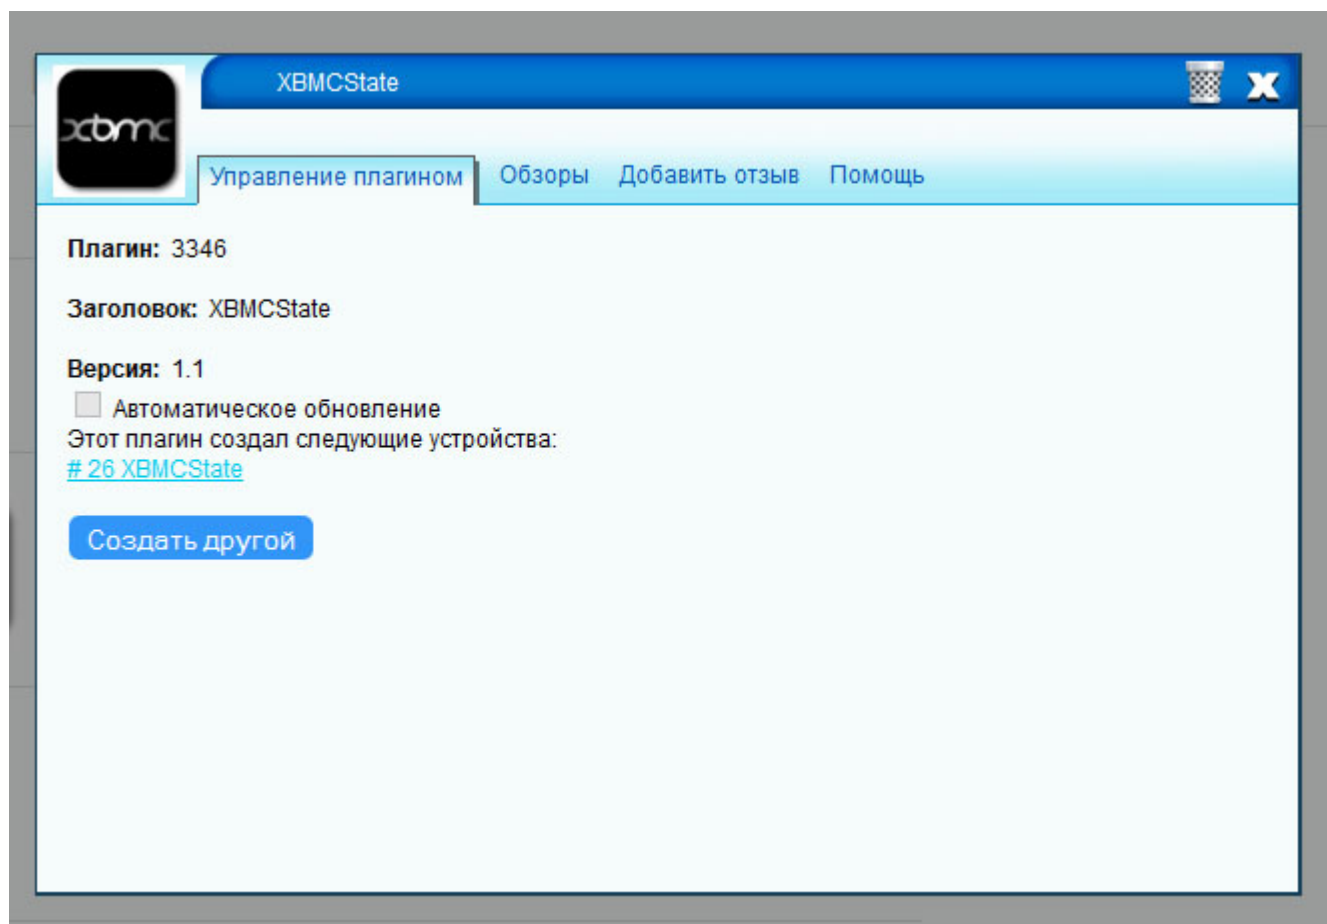 XBMCState
xbmc
Управление плагином Обзоры Добавить отзыв Помощь
Плагин: 3346
Заголовок: XBMCState
Версия: 1.1
Автоматическое обновление
Этот плагин создал следующие устройства:
# 26 XBMCState
Создать другой